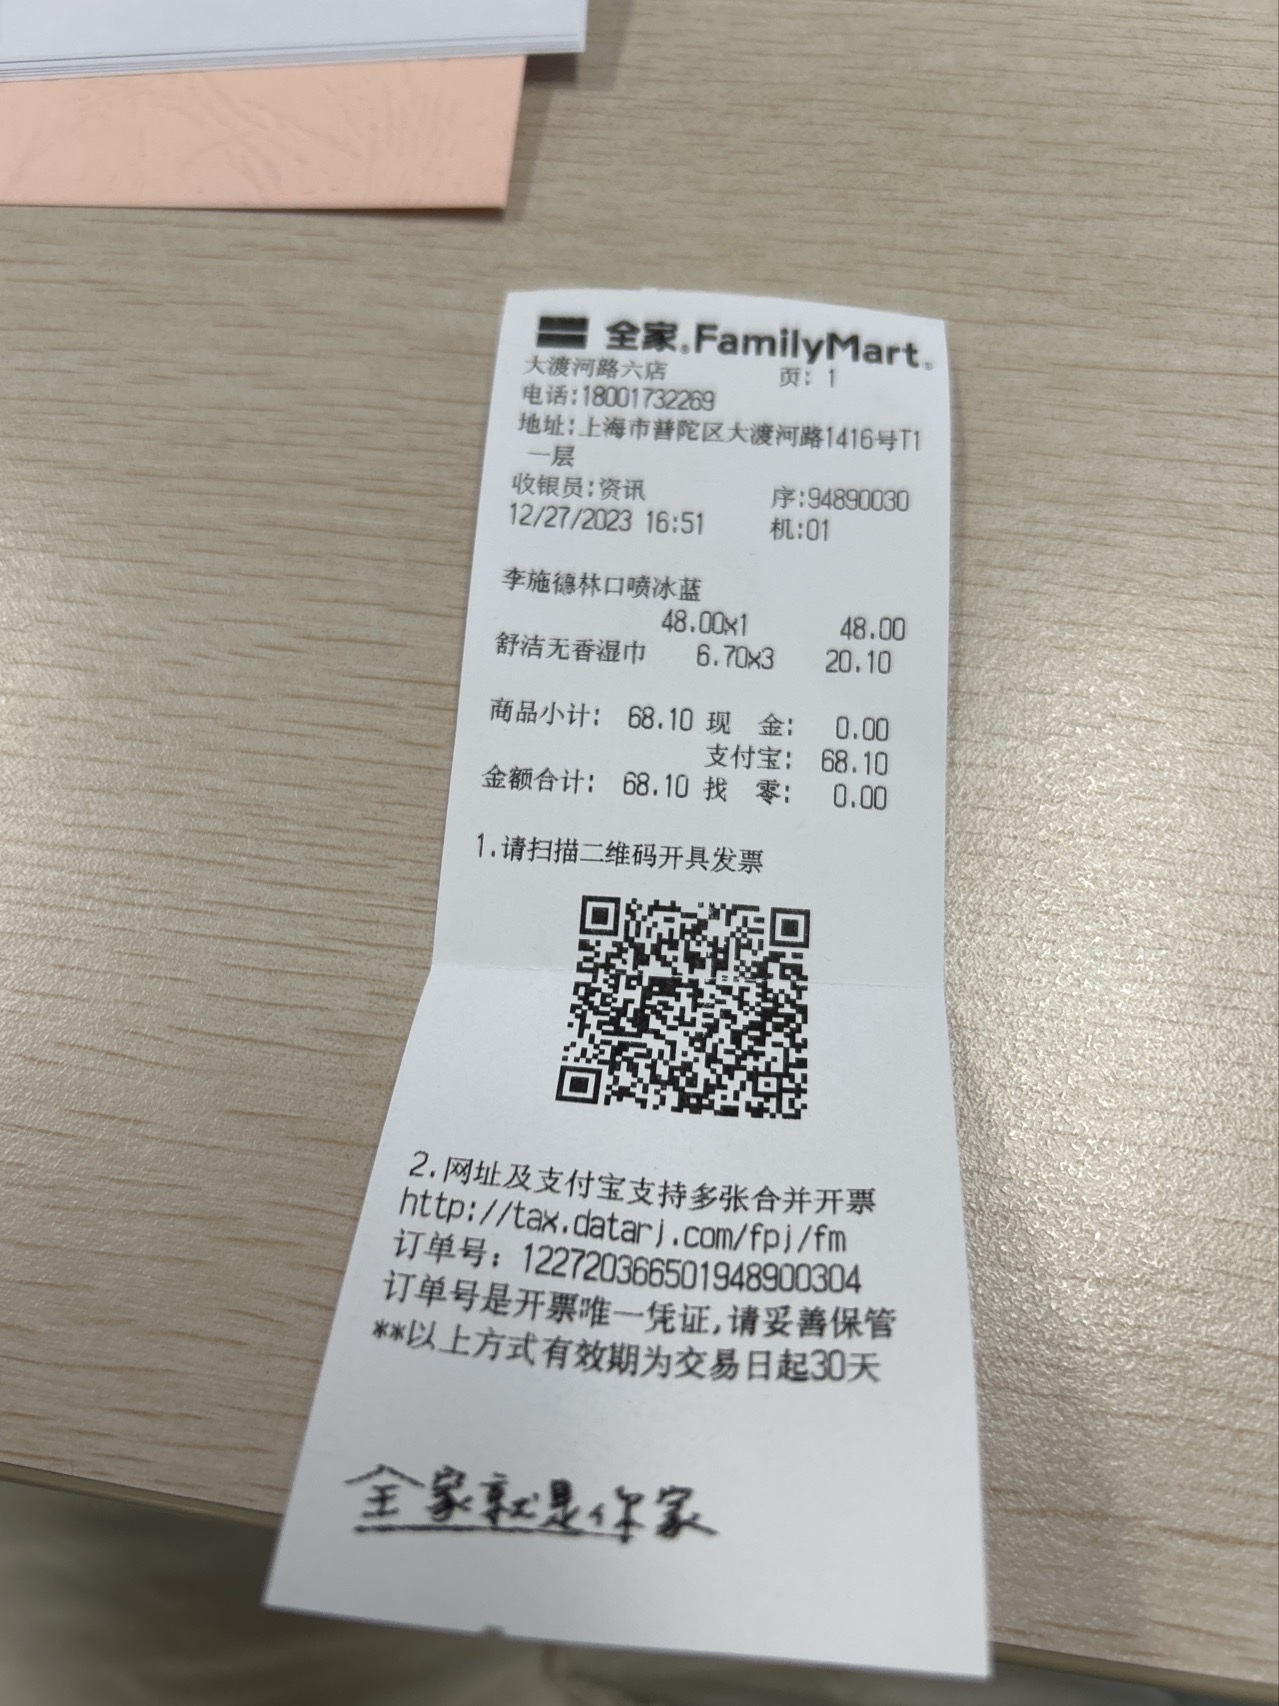 全家®FamilyMart®
大渡河路六店 页: 1
电话:18001732269
地址:上海市普陀区大渡河路1416号T1
一层
收银员:资讯 序:94890030
12/27/2023 16:51 机:01
李施德林口喷冰蓝
48.00x1 48.00
舒洁无香湿巾 6.70x3 20.10
商品小计: 68.10 现 金: 0.00
支付宝: 68.10
金额合计: 68.10 找 零: 0.00
1.请扫描二维码开具发票
2.网址及支付宝支持多张合并开票
http://tax.datarj.com/fpj/fm
订单号: 122720366501948900304
订单号是开票唯一凭证,请妥善保管
**以上方式有效期为交易日起30天
全家就是你家